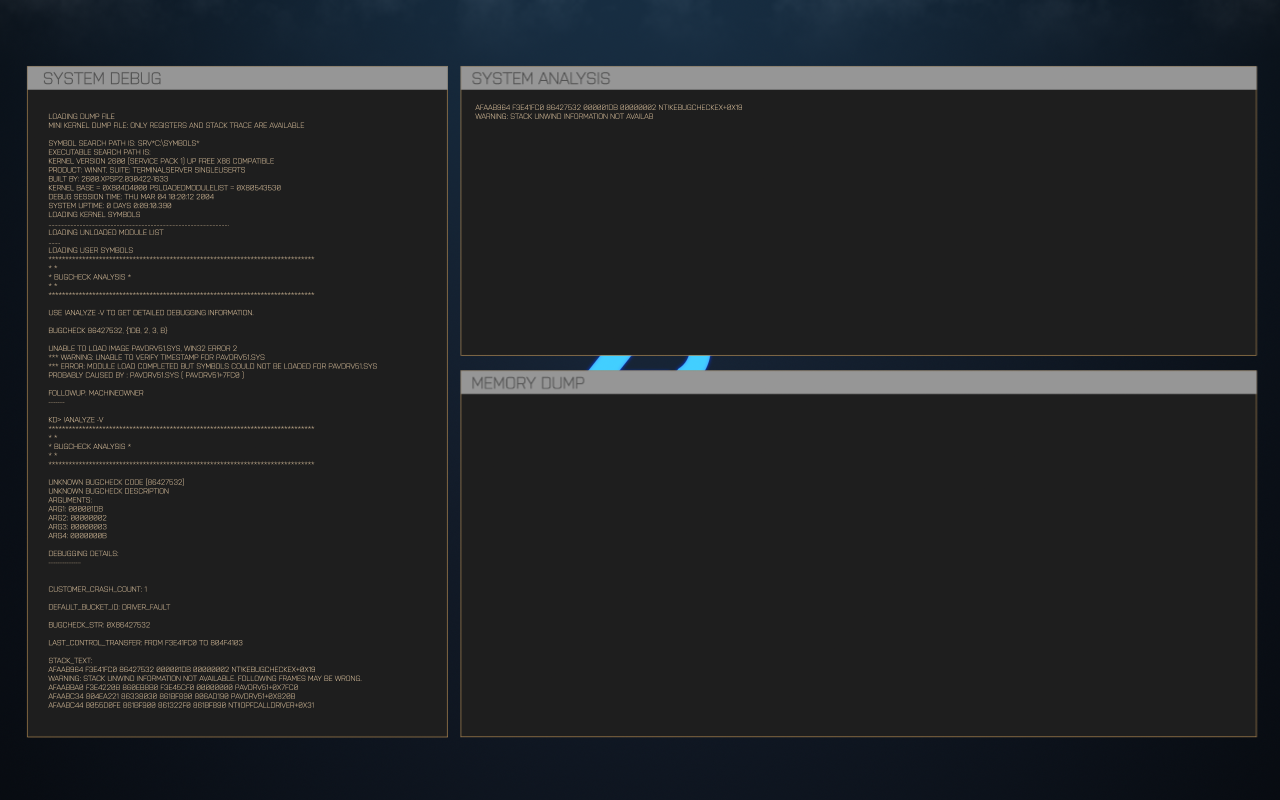 SYSTEM DEBUG
LOADING DUMP FILE
MINI KERNEL DUMP FILE: ONLY REGISTERS AND STACK TRACE ARE AVAILABLE
SYMBOL SEARCH PATH IS: SRV*C:\SYMBOLS*
EXECUTABLE SEARCH PATH IS:
KERNEL VERSION 2600 (SERVICE PACK 1) UP FREE X86 COMPATIBLE
PRODUCT: WINNT, SUITE: TERMINALSERVER SINGLEUSERTS
BUILT BY: 2600.XPSP2.030422-1633
KERNEL BASE = 0X804D4000 PSLOADEDMODULELIST = 0X80543530
DEBUG SESSION TIME: THU MAR 04 10:20:12 2004
SYSTEM UPTIME: 0 DAYS 0:09:10.390
LOADING KERNEL SYMBOLS
LOADING UNLOADED MODULE LIST
LOADING USER SYMBOLS
*******************************************************************************
* *
* BUGCHECK ANALYSIS *
* *
*******************************************************************************
USE !ANALYZE -V TO GET DETAILED DEBUGGING INFORMATION.
BUGCHECK 86427532, {1DB, 2, 3, B}
UNABLE TO LOAD IMAGE PAVDRV51.SYS, WIN32 ERROR 2
*** WARNING: UNABLE TO VERIFY TIMESTAMP FOR PAVDRV51.SYS
*** ERROR: MODULE LOAD COMPLETED BUT SYMBOLS COULD NOT BE LOADED FOR PAVDRV51.SYS
PROBABLY CAUSED BY : PAVDRV51.SYS ( PAVDRV51+7FC0 )
FOLLOWUP: MACHINEOWNER
KD> !ANALYZE -V
*******************************************************************************
* *
* BUGCHECK ANALYSIS *
* *
*******************************************************************************
UNKNOWN BUGCHECK CODE (86427532)
UNKNOWN BUGCHECK DESCRIPTION
ARGUMENTS:
ARG1: 000001DB
ARG2: 00000002
ARG3: 00000003
ARG4: 0000000B
DEBUGGING DETAILS:
CUSTOMER_CRASH_COUNT: 1
DEFAULT_BUCKET_ID: DRIVER_FAULT
BUGCHECK_STR: 0X86427532
LAST_CONTROL_TRANSFER: FROM F3E41FC0 TO 804F4103
STACK_TEXT:
AFAAB964 F3E41FC0 86427532 000001DB 00000002 NT!KEBUGCHECKEX+0X19
WARNING: STACK UNWIND INFORMATION NOT AVAILABLE. FOLLOWING FRAMES MAY BE WRONG.
AFAABBA0 F3E4220B 860EBBB0 F3E45CF0 00000000 PAVDRV51+0X7FC0
AFAABC34 804EA221 86338030 861BF890 806AD190 PAVDRV51+0X820B
AFAABC44 8055D0FE 861BF900 861322F0 861BF890 NT!IOPFCALLDRIVER+0X31
SYSTEM ANALYSIS
AFAAB964 F3E41FC0 86427532 000001DB 00000002 NT!KEBUGCHECKEX+0X19
WARNING: STACK UNWIND INFORMATION NOT AVAILAB
MEMORY DUMP